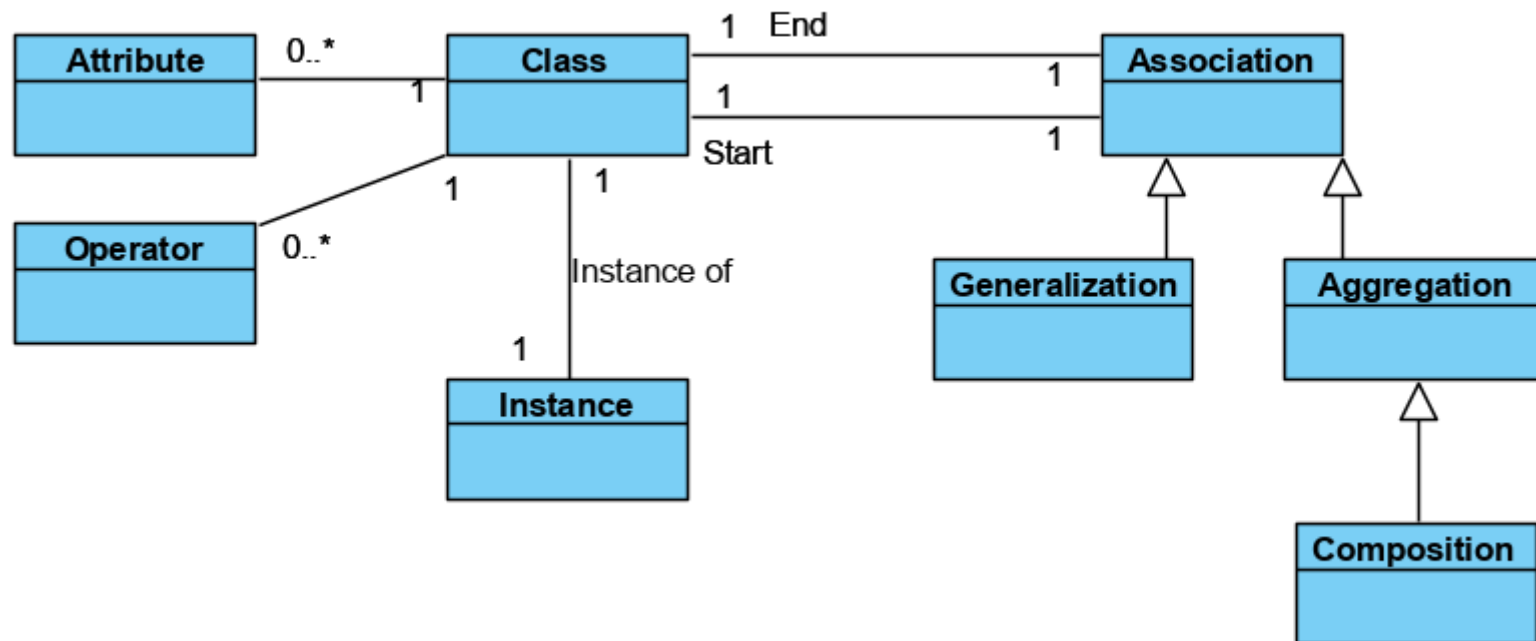 1 End
Attribute
0..*
1
Class
1
Association
1
1
Start
1
1
0..*
Operator
1
Instance of
Generalization
Aggregation
1
Instance
Composition